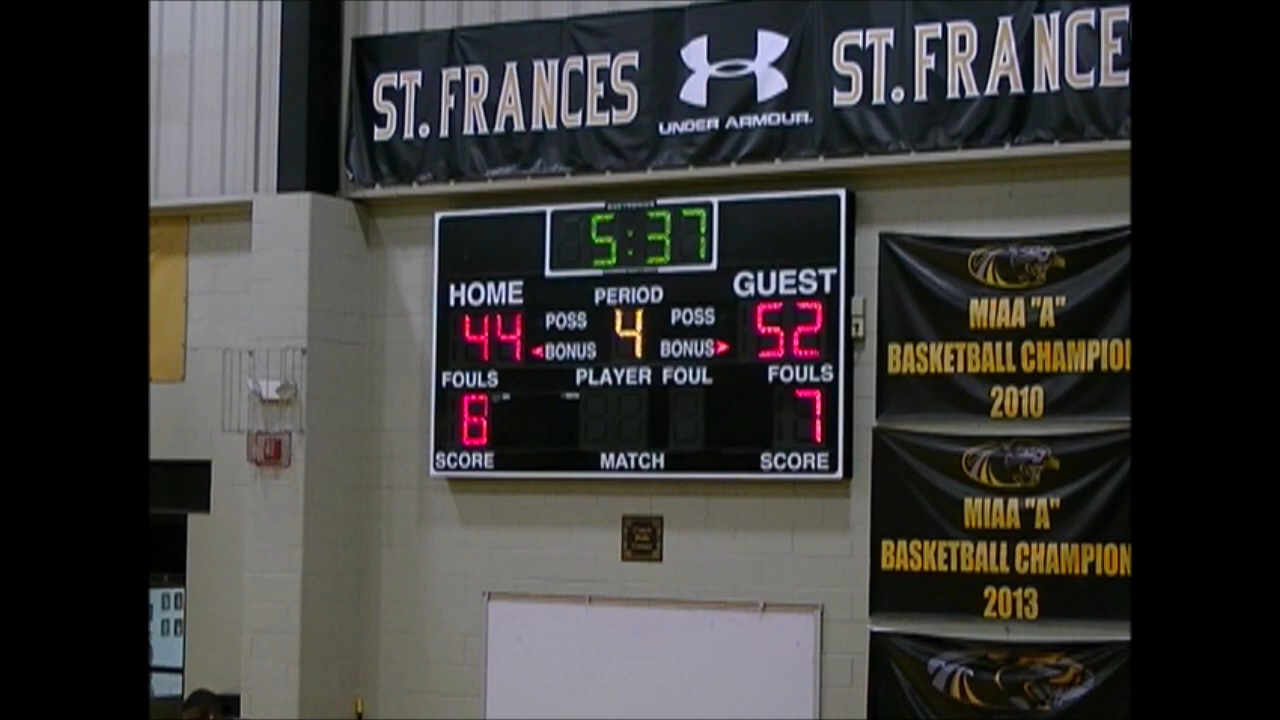 ST. FRANCES UNDER ARMOUR. ST. FRANCE
5:37
HOME PERIOD GUEST
44 POSS 4 POSS 52
BONUS BONUS
FOULS PLAYER FOUL FOULS
6 7
SCORE MATCH SCORE
MIAA "A"
BASKETBALL CHAMPION
2010
MIAA "A"
BASKETBALL CHAMPION
2013